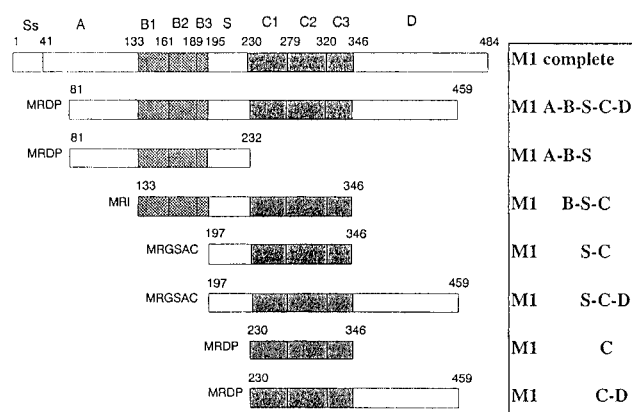 Ss A B1 B2 B3 S C1 C2 C3 D
1 41 133 161 189 195 230 279 320 346 484
M1 complete
81 459
MRDP M1 A-B-S-C-D
81 232
MRDP M1 A-B-S
133 346
MRI M1 B-S-C
197 346
MRGSAC M1 S-C
197 459
MRGSAC M1 S-C-D
230 346
MRDP M1 C
230 459
MRDP M1 C-D